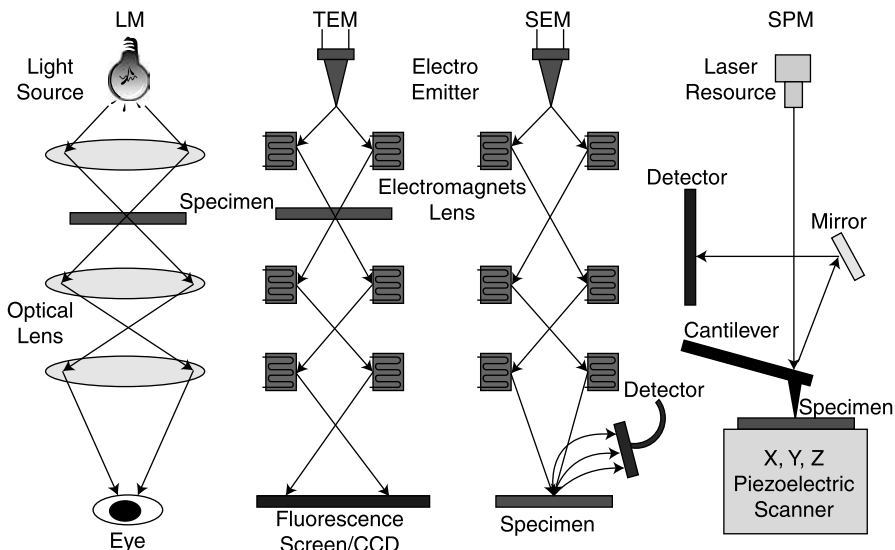 LM
TEM
SEM
SPM
Light
Source
Electro
Emitter
Laser
Resource
Specimen
Electromagnets
Lens
Detector
Mirror
Optical
Lens
Cantilever
Detector
Specimen
X, Y, Z
Piezoelectric
Scanner
Eye
Fluorescence
Screen/CCD
Specimen